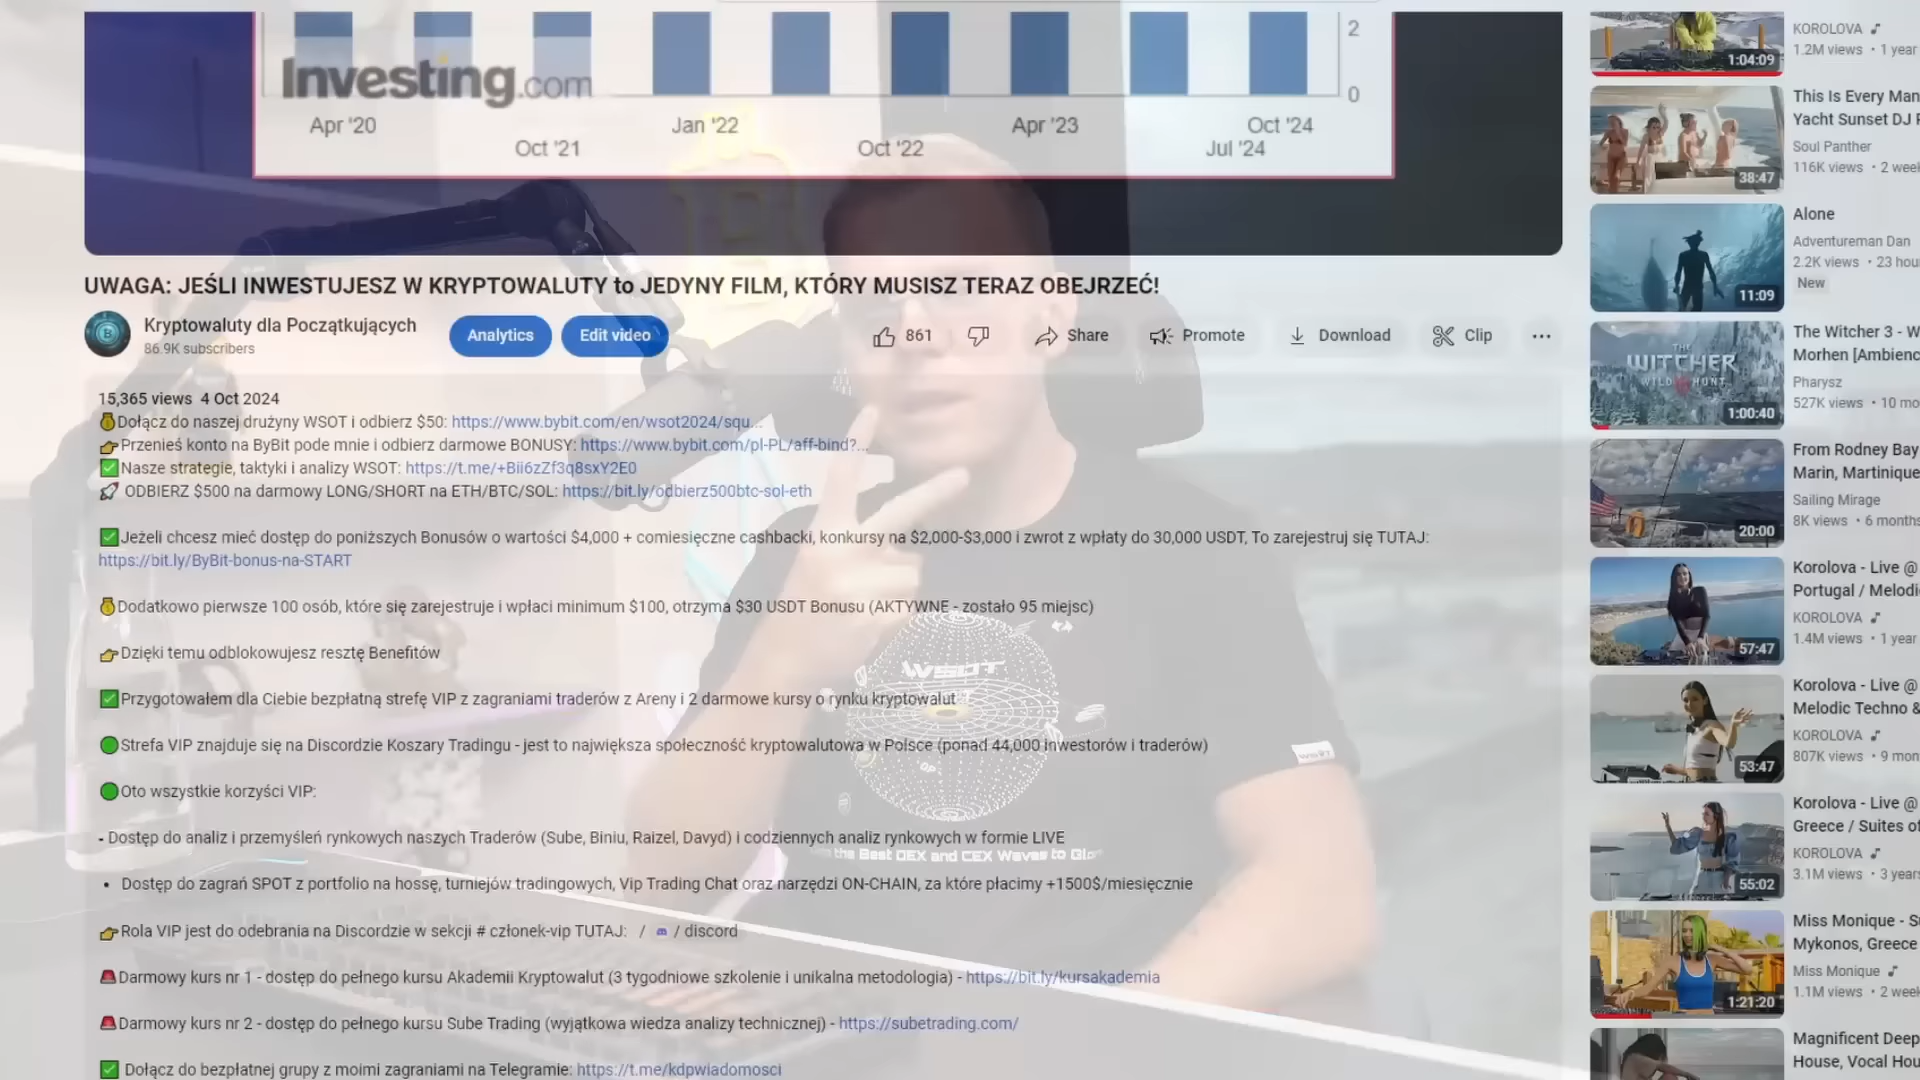 2
Investing.com
0
Apr '20
Jan '22
Apr '23
Oct '24
Oct '21
Oct '22
Jul '24
UWAGA: JEŚLI INWESTUJESZ W KRYPTOWALUTY to JEDYNY FILM, KTÓRY MUSISZ TERAZ OBEJRZEĆ!
Kryptowaluty dla Początkujących
86.9K subscribers
Analytics
Edit video
861
Share
Promote
Download
Clip
15,365 views 4 Oct 2024
Dołącz do naszej drużyny WSOT i odbierz $50: https://www.bybit.com/en/wsot2024/squ...
Przenieś konto na ByBit pode mnie i odbierz darmowe BONUSY: https://www.bybit.com/pl-PL/aff-bind?...
Nasze strategie, taktyki i analizy WSOT: https://t.me/+Bii6zZf3q8sxY2E0
ODBIERZ $500 na darmowy LONG/SHORT na ETH/BTC/SOL: https://bit.ly/odbierz500btc-sol-eth
Jeżeli chcesz mieć dostęp do poniższych Bonusów o wartości $4,000 + comiesięczne cashbacki, konkursy na $2,000-$3,000 i zwrot z wpłaty do 30,000 USDT, To zarejestruj się TUTAJ:
https://bit.ly/ByBit-bonus-na-START
Dodatkowo pierwsze 100 osób, które się zarejestruje i wpłaci minimum $100, otrzyma $30 USDT Bonusu (AKTYWNE - zostało 95 miejsc)
Dzięki temu odblokowujesz resztę Benefitów
Przygotowałem dla Ciebie bezpłatną strefę VIP z zagraniami traderów z Areny i 2 darmowe kursy o rynku kryptowalut
Strefa VIP znajduje się na Discordzie Koszary Tradingu - jest to największa społeczność kryptowalutowa w Polsce (ponad 44,000 inwestorów i traderów)
Oto wszystkie korzyści VIP:
- Dostęp do analiz i przemyśleń rynkowych naszych Traderów (Sube, Biniu, Raizel, Davyd) i codziennych analiz rynkowych w formie LIVE
• Dostęp do zagrań SPOT z portfolio na hossę, turniejów tradingowych, Vip Trading Chat oraz narzędzi ON-CHAIN, za które płacimy +1500$/miesięcznie
Rola VIP jest do odebrania na Discordzie w sekcji # członek-vip TUTAJ: / / discord
Darmowy kurs nr 1 - dostęp do pełnego kursu Akademii Kryptowalut (3 tygodniowe szkolenie i unikalna metodologia) - https://bit.ly/kursakademia
Darmowy kurs nr 2 - dostęp do pełnego kursu Sube Trading (wyjątkowa wiedza analizy technicznej) - https://subetrading.com/
Dołącz do bezpłatnej grupy z moimi zagraniami na Telegramie: https://t.me/kdpwiadomosci
WSOT
WSOT
the Best DEX and CEX Waves to Glor
KOROLOVA
1.2M views • 1 year
1:04:09
This Is Every Man
Yacht Sunset DJ
Soul Panther
116K views • 2 week
38:47
Alone
Adventureman Dan
2.2K views • 23 hou
New
11:09
The Witcher 3 - W
Morhen [Ambienc
Pharysz
527K views • 10 mo
THE WITCHER
WILD HUNT
1:00:40
From Rodney Bay
Marin, Martinique
Sailing Mirage
8K views • 6 months
20:00
Korolova - Live @
Portugal / Melodi
KOROLOVA
1.4M views • 1 year
57:47
Korolova - Live @
Melodic Techno &
KOROLOVA
807K views • 9 mon
53:47
Korolova - Live @
Greece / Suites of
KOROLOVA
3.1M views • 3 years
55:02
Miss Monique - S
Mykonos, Greece
Miss Monique
1.1M views • 2 week
1:21:20
Magnificent Deep
House, Vocal Hou